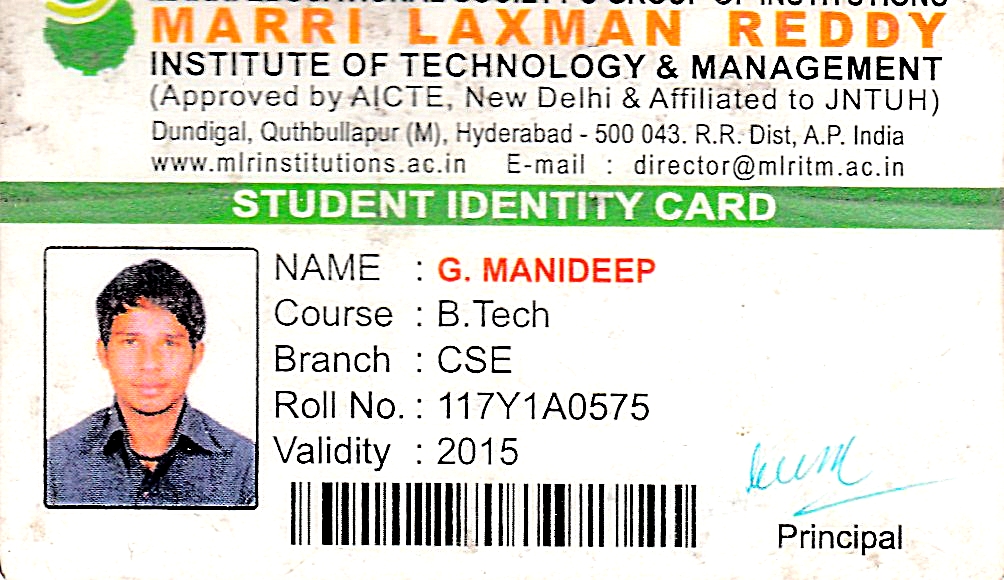 MARRI LAXMAN REDDY
INSTITUTE OF TECHNOLOGY & MANAGEMENT
(Approved by AICTE, New Delhi & Affiliated to JNTUH)
Dundigal, Quthbullapur (M), Hyderabad - 500 043. R.R. Dist, A.P. India
www.mlrinstitutions.ac.in E-mail : director@mlritm.ac.in
STUDENT IDENTITY CARD
NAME : G. MANIDEEP
Course : B.Tech
Branch : CSE
Roll No. : 117Y1A0575
Validity : 2015
Principal